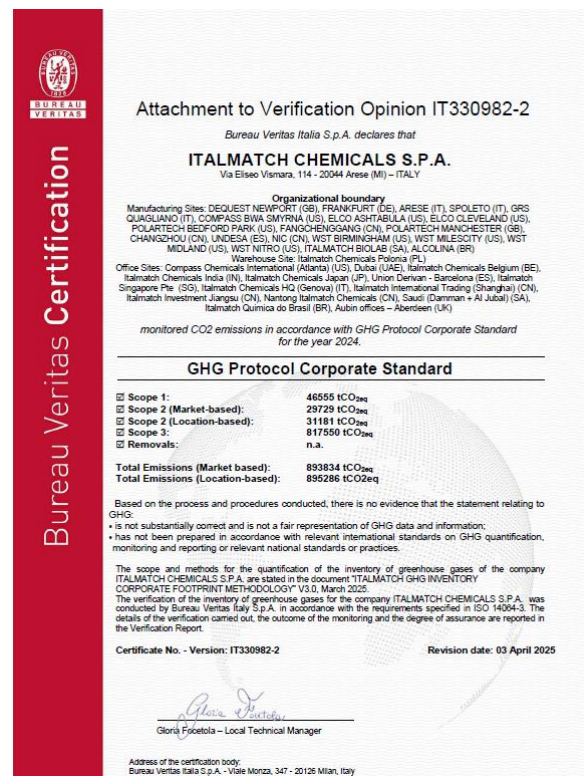 BUREAU
VERITAS
Bureau Veritas Certification
Attachment to Verification Opinion IT330982-2
Bureau Veritas Italia S.p.A. declares that
ITALMATCH CHEMICALS S.P.A.
Via Eliseo Vismara, 114 - 20044 Arese (MI) – ITALY
Organizational boundary
Manufacturing Sites: DEQUEST NEWPORT (GB), FRANKFURT (DE), ARESE (IT), SPOLETO (IT), GRS
QUAGLIANO (IT), COMPASS BWA SMYRNA (US), ELCO ASHTABULA (US), ELCO CLEVELAND (US),
POLARTECH BEDFORD PARK (US), FANGCHENGGANG (CN), POLARTECH MANCHESTER (GB),
CHANGZHOU (CN), UNDESA (ES), NIC (CN), WST BIRMINGHAM (US), WST MILESCITY (US), WST
MIDLAND (US), WST NITRO (US), ITALMATCH BIOLAB (SA), ALCOLINA (BR)
Warehouse Site: Italmatch Chemicals Polonia (PL)
Office Sites: Compass Chemicals International (Atlanta) (US), Dubai (UAE), Italmatch Chemicals Belgium (BE),
Italmatch Chemicals India (IN), Italmatch Chemicals Japan (JP), Union Derivan - Barcelona (ES), Italmatch
Singapore Pte (SG), Italmatch Chemicals HQ (Genova) (IT), Italmatch International Trading (Shanghai) (CN),
Italmatch Investment Jiangsu (CN), Nantong Italmatch Chemicals (CN), Saudi (Damman + Al Jubal) (SA),
Italmatch Quimica do Brasil (BR), Aubin offices – Aberdeen (UK)
monitored CO2 emissions in accordance with GHG Protocol Corporate Standard
for the year 2024.
GHG Protocol Corporate Standard
☑ Scope 1: 46555 tCO2eq
☑ Scope 2 (Market-based): 29729 tCO2eq
☑ Scope 2 (Location-based): 31181 tCO2eq
☑ Scope 3: 817550 tCO2eq
☑ Removals: n.a.
Total Emissions (Market based): 893834 tCO2eq
Total Emissions (Location-based): 895286 tCO2eq
Based on the process and procedures conducted, there is no evidence that the statement relating to
GHG:
• is not substantially correct and is not a fair representation of GHG data and information;
• has not been prepared in accordance with relevant international standards on GHG quantification,
monitoring and reporting or relevant national standards or practices.
The scope and methods for the quantification of the inventory of greenhouse gases of the company
ITALMATCH CHEMICALS S.P.A. are stated in the document "ITALMATCH GHG INVENTORY
CORPORATE FOOTPRINT METHODOLOGY" V3.0, March 2025.
The verification of the inventory of greenhouse gases for the company ITALMATCH CHEMICALS S.P.A. was
conducted by Bureau Veritas Italy S.p.A. in accordance with the requirements specified in ISO 14064-3. The
details of the verification carried out, the outcome of the monitoring and the degree of assurance are reported in
the Verification Report.
Certificate No. - Version: IT330982-2 Revision date: 03 April 2025
Gloria Focetola – Local Technical Manager
Address of the certification body:
Bureau Veritas Italia S.p.A. - Viale Monza, 347 - 20126 Milan, Italy